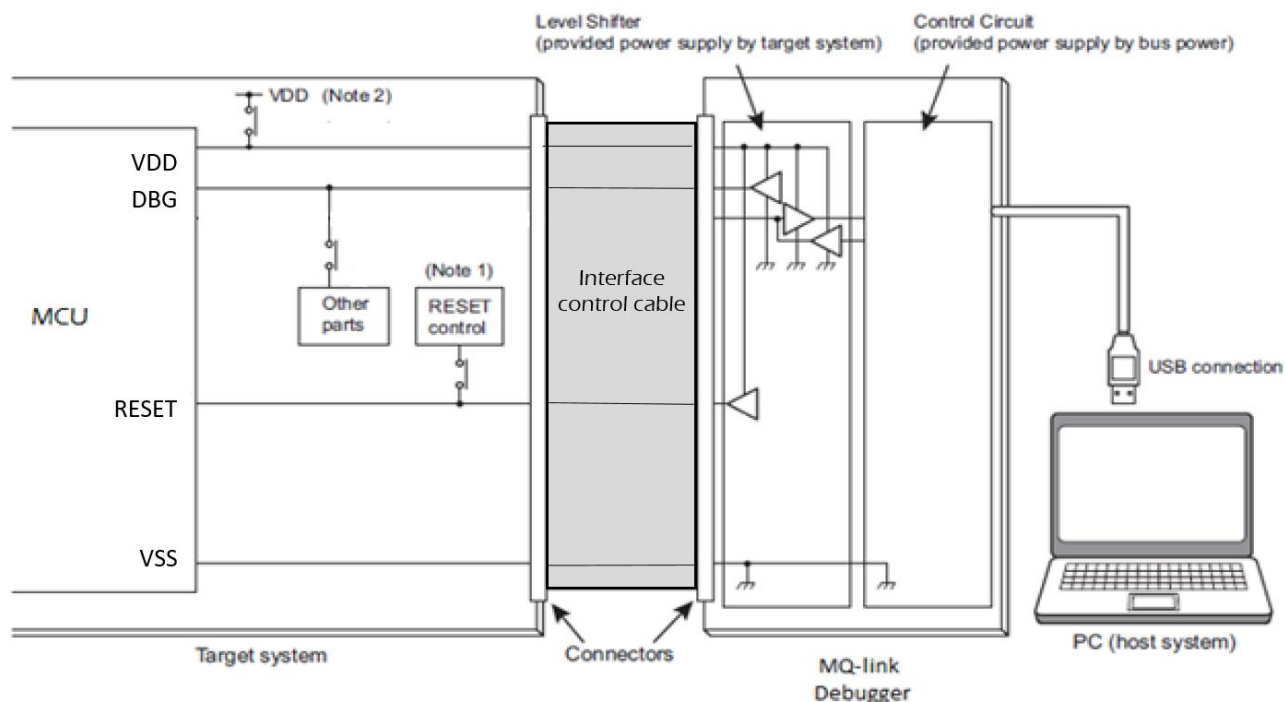 Level Shifter
(provided power supply by target system)
Control Circuit
(provided power supply by bus power)
VDD (Note 2)
VDD
DBG
MCU
Other
parts
(Note 1)
RESET
control
RESET
VSS
Interface
control cable
USB connection
Target system
Connectors
MQ-link
Debugger
PC (host system)